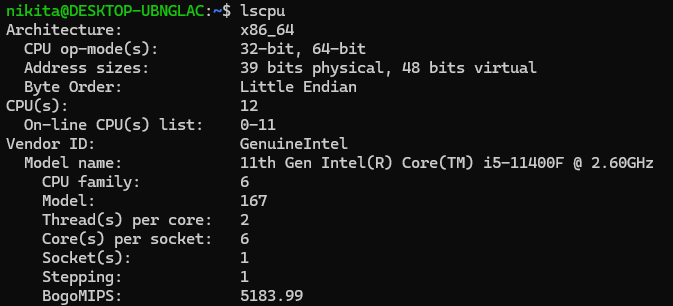 nikita@DESKTOP-UBNGLAC:~$ lscpu
Architecture: x86_64
CPU op-mode(s): 32-bit, 64-bit
Address sizes: 39 bits physical, 48 bits virtual
Byte Order: Little Endian
CPU(s): 12
On-line CPU(s) list: 0-11
Vendor ID: GenuineIntel
Model name: 11th Gen Intel(R) Core(TM) i5-11400F @ 2.60GHz
CPU family: 6
Model: 167
Thread(s) per core: 2
Core(s) per socket: 6
Socket(s): 1
Stepping: 1
BogoMIPS: 5183.99